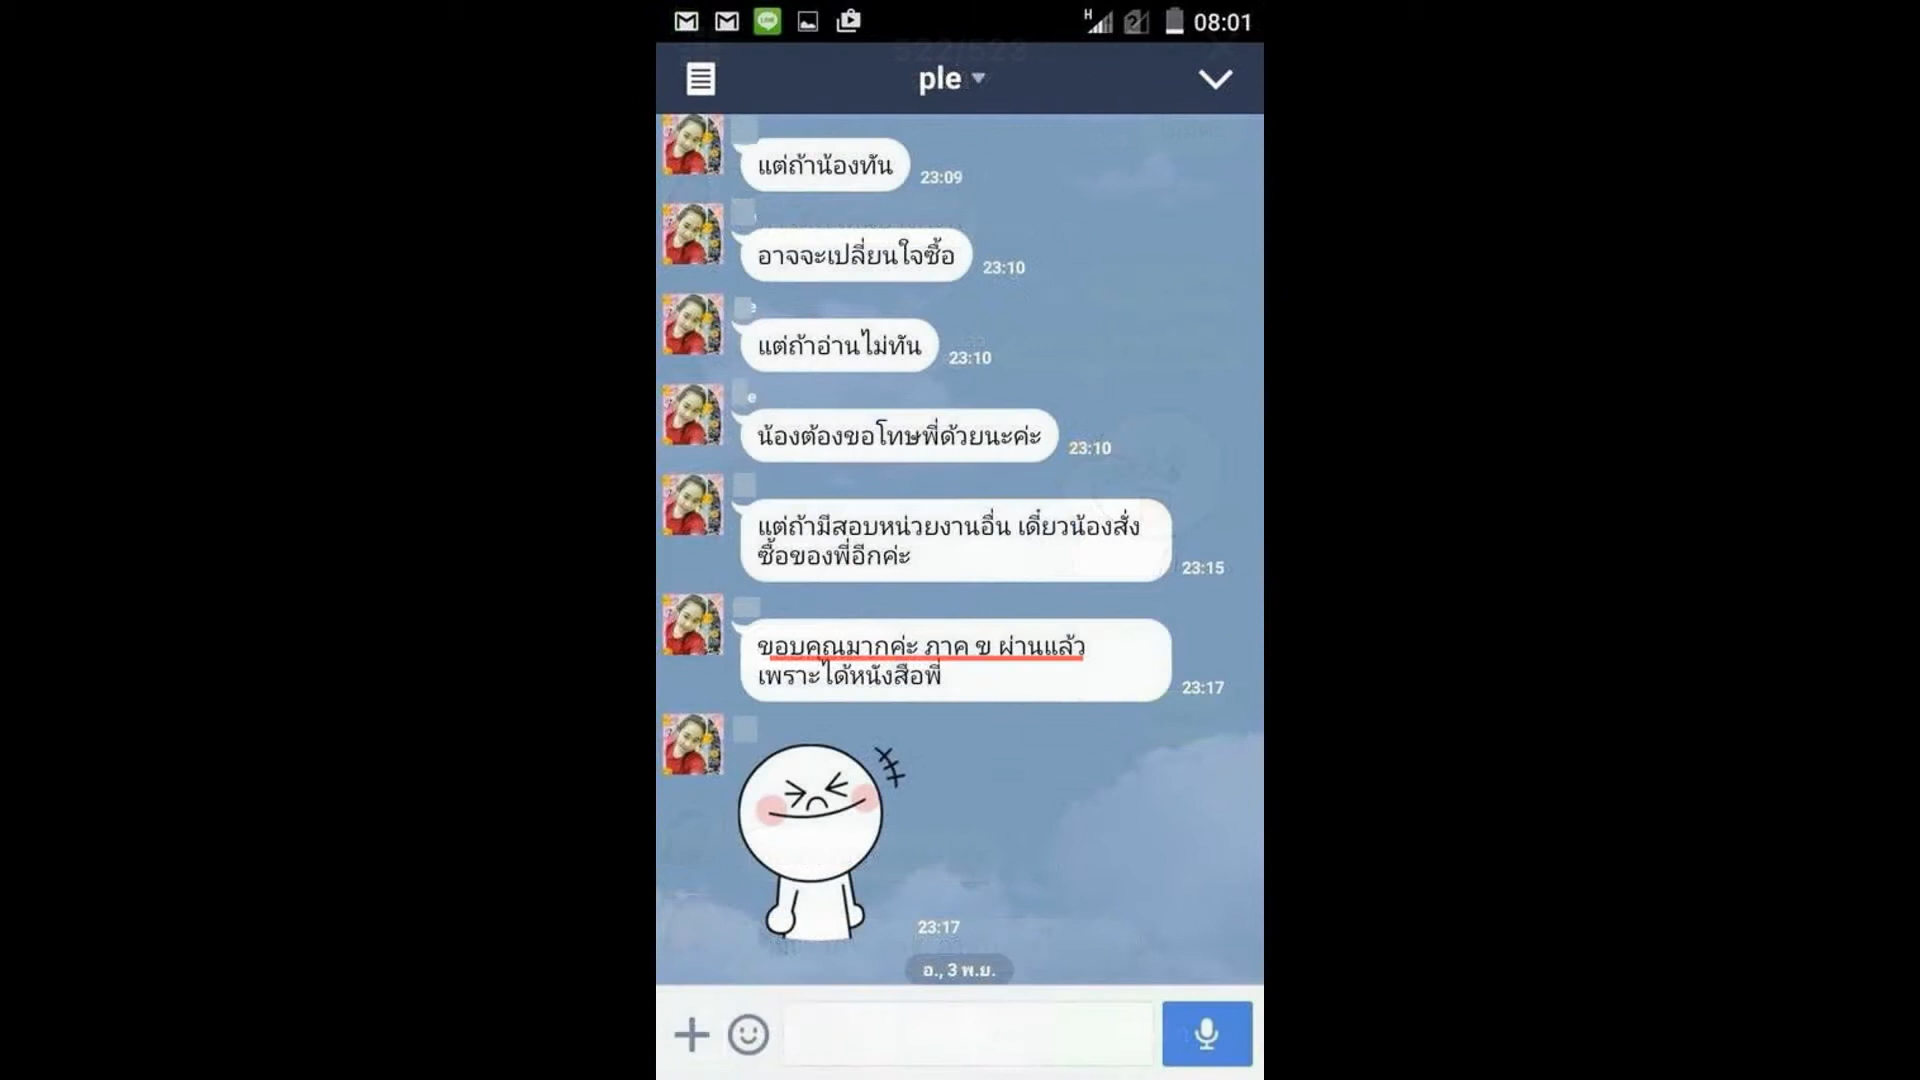 LINE
H
08:01
ple
แต่ถ้าน้องทัน
23:09
อาจจะเปลี่ยนใจซื้อ
23:10
e
แต่ถ้าอ่านไม่ทัน
23:10
e
น้องต้องขอโทษพี่ด้วยนะค่ะ
23:10
แต่ถ้ามีสอบหน่วยงานอื่น เดี๋ยวน้องสั่ง
ซื้อของพี่อีกค่ะ
23:15
ขอบคุณมากค่ะ ภาค ข ผ่านแล้ว
เพราะได้หนังสือพี่
23:17
23:17
อ., 3 พ.ย.